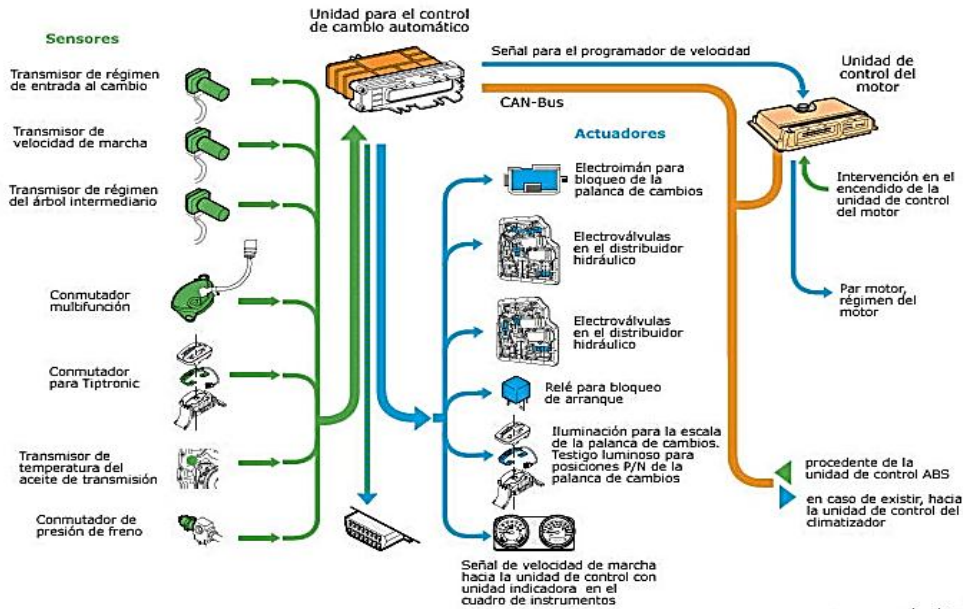 Unidad para el control
de cambio automático
Sensores
Transmisor de régimen
de entrada al cambio
Transmisor de
velocidad de marcha
Transmisor de régimen
del árbol intermediario
Conmutador
multifunción
Conmutador
para Tiptronic
Transmisor de
temperatura del
aceite de transmisión
Conmutador de
presión de freno
Señal para el programador de velocidad
CAN-Bus
Unidad de
control del
motor
Actuadores
Electroimán para
bloqueo de la
palanca de cambios
Electroválvulas
en el distribuidor
hidráulico
Electroválvulas
en el distribuidor
hidráulico
Relé para bloqueo
de arranque
Iluminación para la escala
de la palanca de cambios.
Testigo luminoso para
posiciones P/N de la
palanca de cambios
Señal de velocidad de marcha
hacia la unidad de control con
unidad indicadora en el
cuadro de instrumentos
Intervención en el
encendido de la
unidad de control
del motor
Par motor,
régimen del
motor
procedente de la
unidad de control ABS
en caso de existir, hacia
la unidad de control del
climatizador